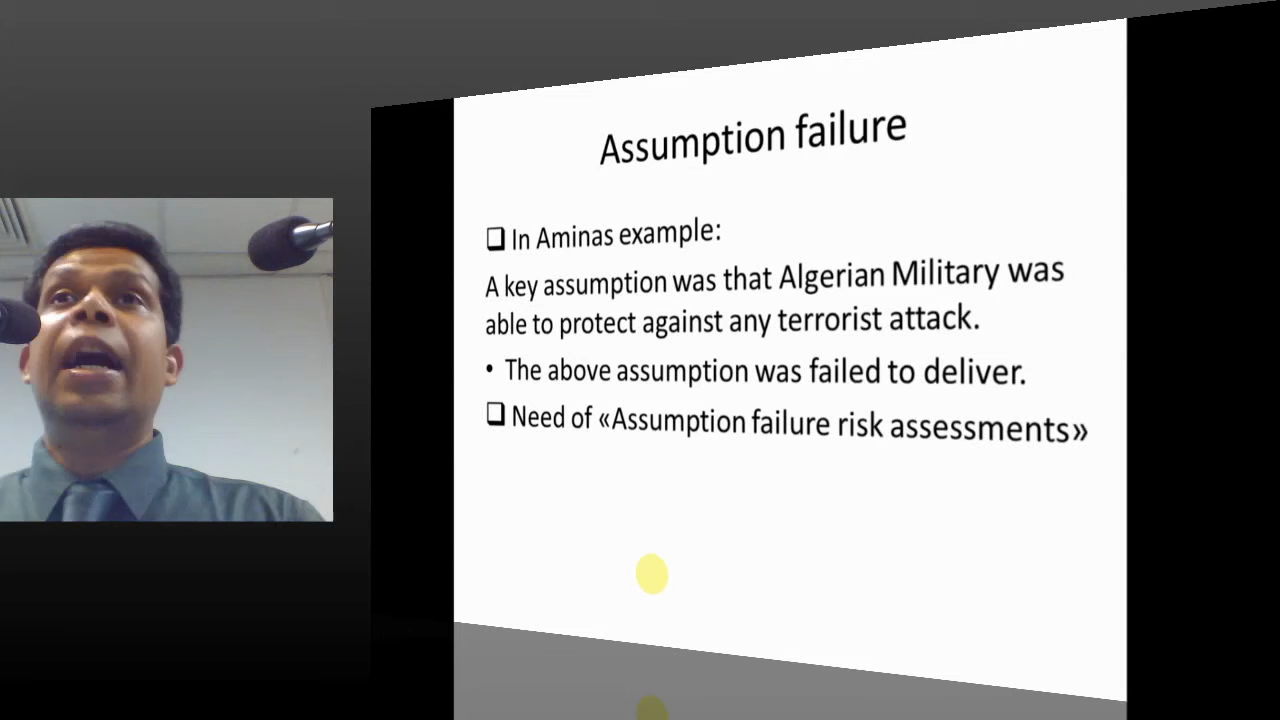 Assumption failure
❑ In Aminas example:
A key assumption was that Algerian Military was
able to protect against any terrorist attack.
• The above assumption was failed to deliver.
❑ Need of «Assumption failure risk assessments»